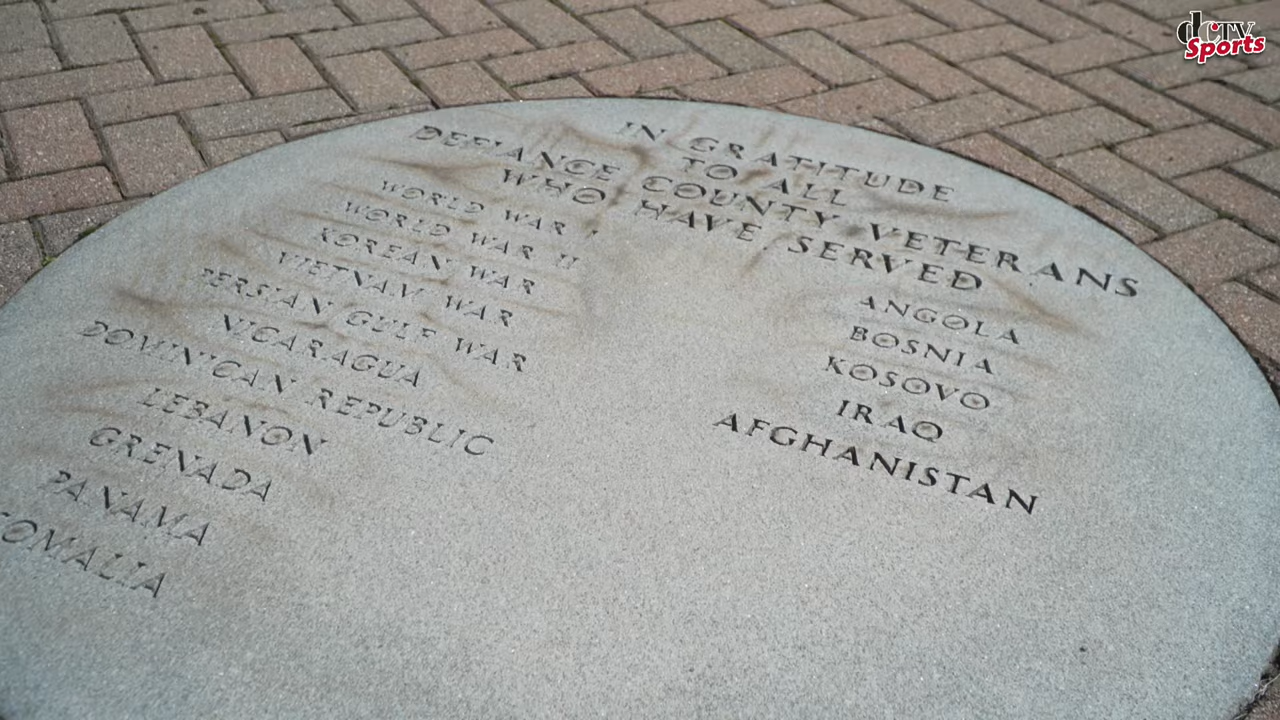 IN GRATITUDE
TO ALL
DEFIANCE COUNTY VETERANS
WHO HAVE SERVED
WORLD WAR I
WORLD WAR II
KOREAN WAR
VIETNAM WAR
PERSIAN GULF WAR
NICARAGUA
DOMINICAN REPUBLIC
LEBANON
GRENADA
PANAMA
SOMALIA
ANGOLA
BOSNIA
KOSOVO
IRAQ
AFGHANISTAN
dctv
Sports